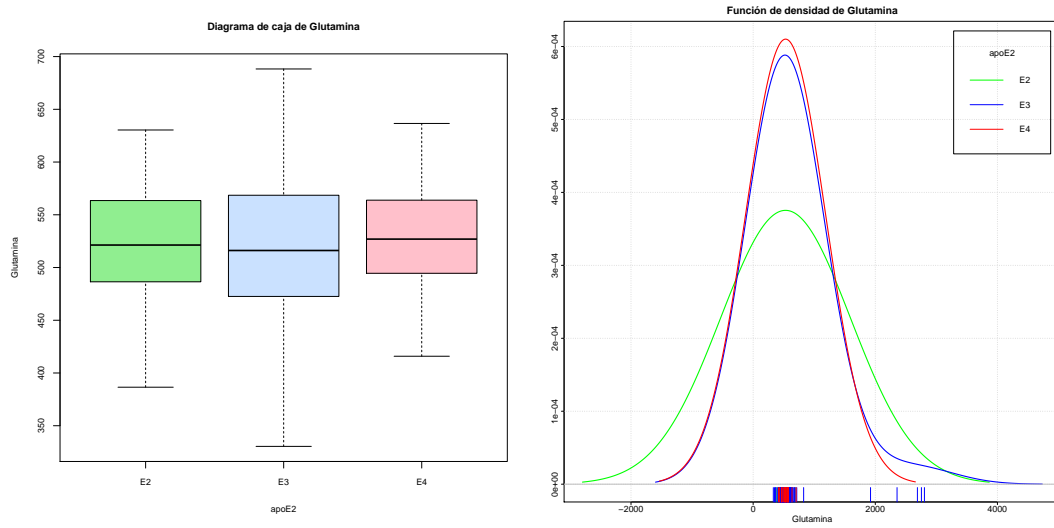 Diagrama de caja de Glutamina
700
650
600
550
500
450
400
350
Glutamina
E2
E3
E4
apoE2
Función de densidad de Glutamina
6e−04
5e−04
4e−04
3e−04
2e−04
1e−04
0e+00
apoE2
E2
E3
E4
−2000
0
2000
4000
Glutamina